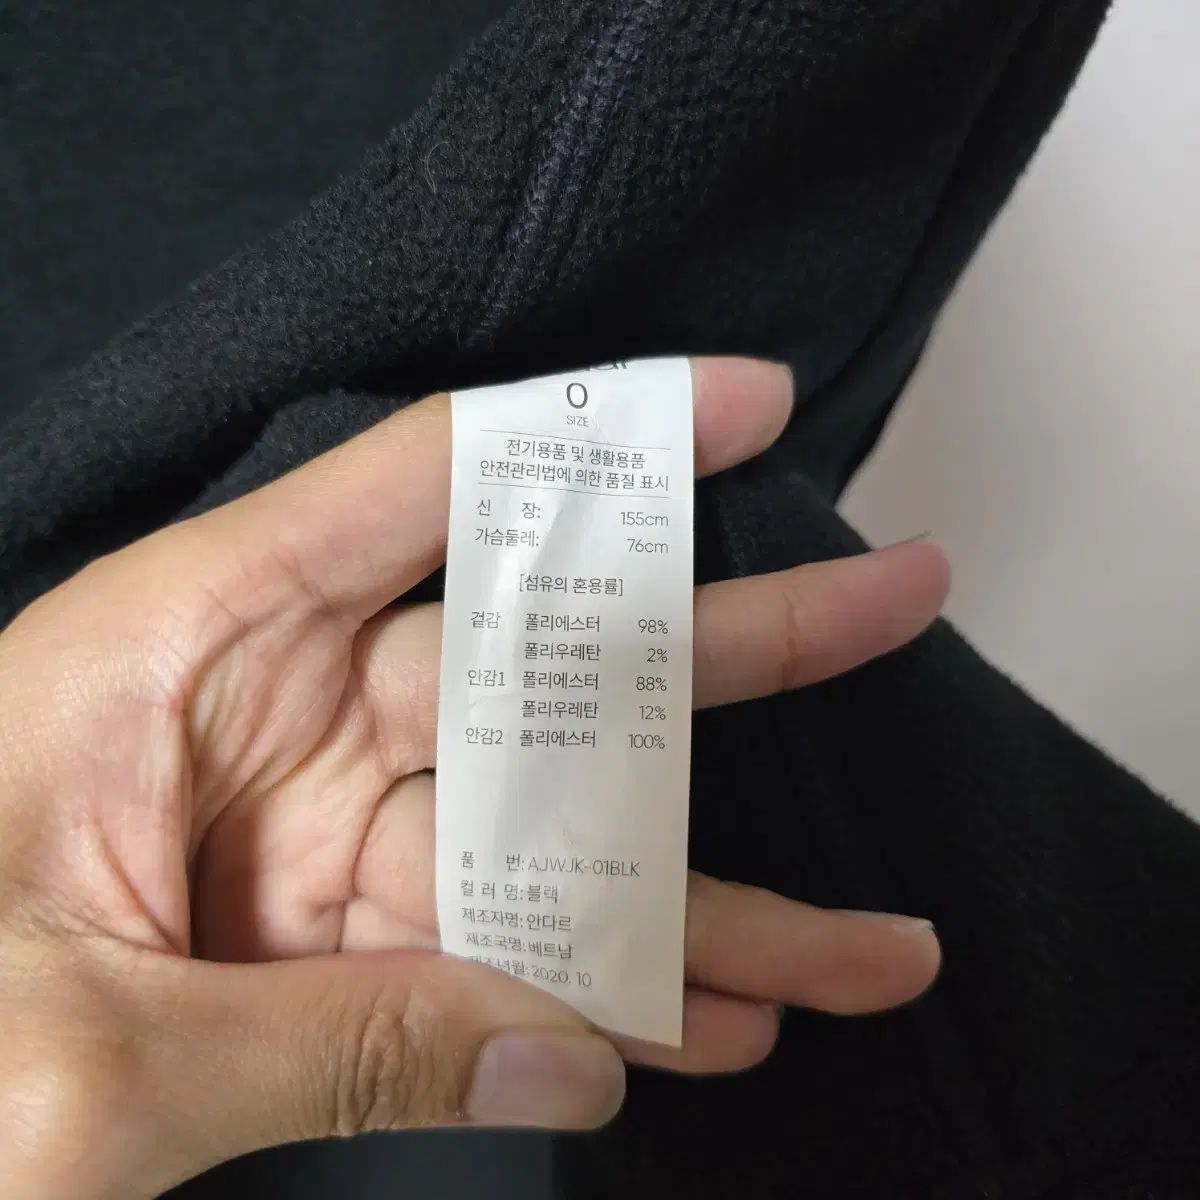 0
SIZE
전기용품 및 생활용품
안전관리법에 의한 품질 표시
신 장: 155cm
가슴둘레: 76cm
[섬유의 혼용률]
겉감 폴리에스터 98%
폴리우레탄 2%
안감1 폴리에스터 88%
폴리우레탄 12%
안감2 폴리에스터 100%
품 번: AJWJK-01BLK
컬 러 명: 블랙
제조자명: 안다르
제조국명: 베트남
제조년월: 2020. 10